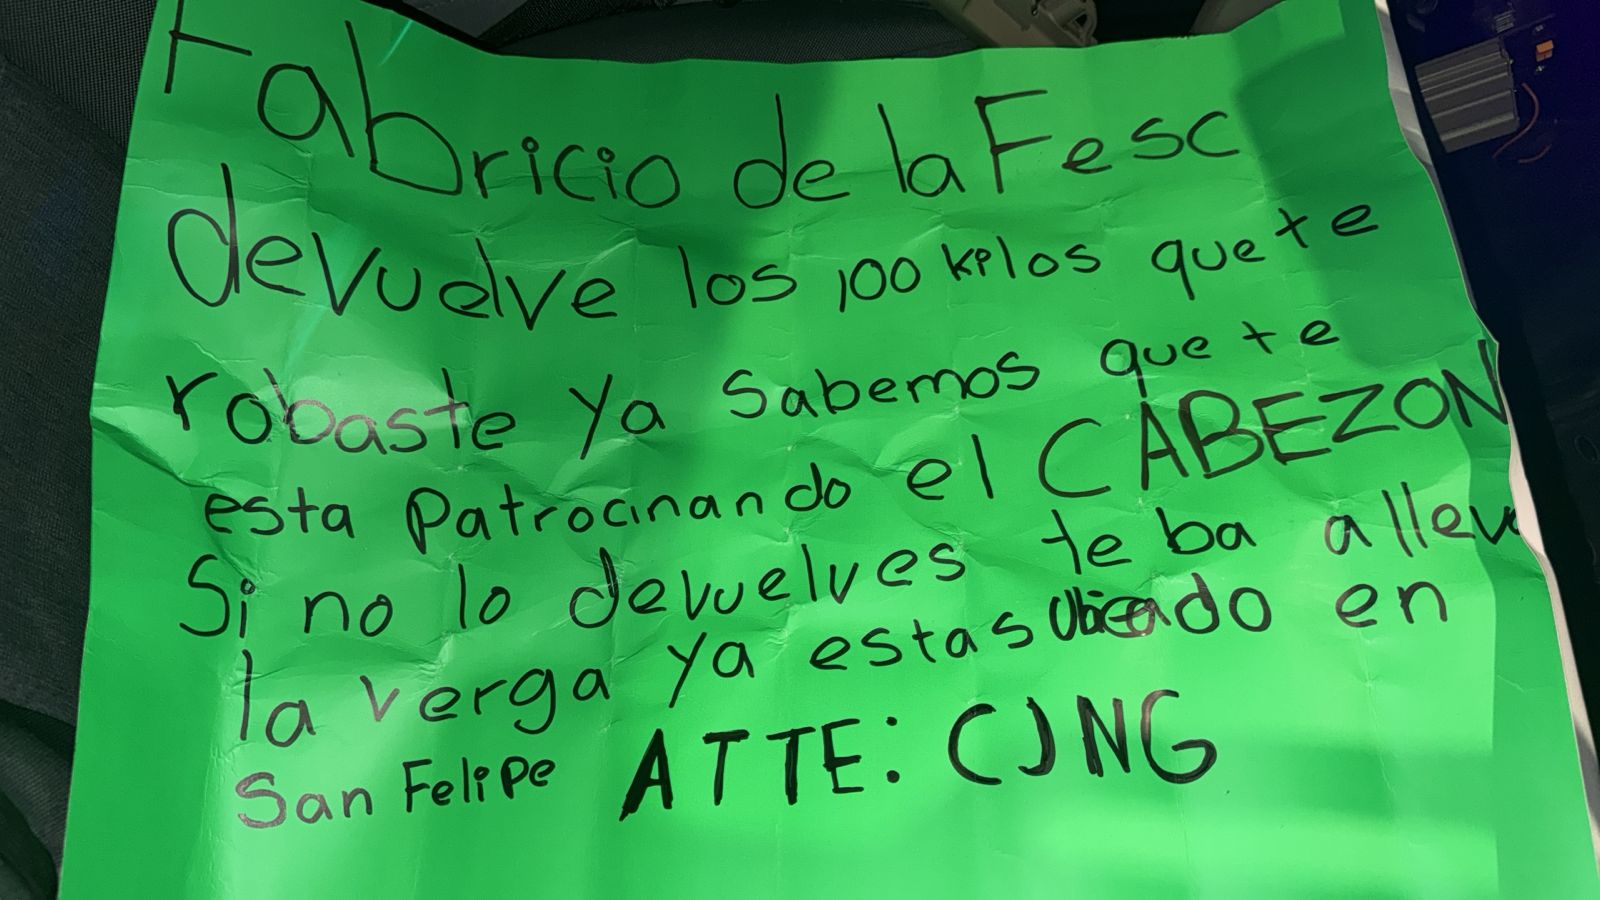 Fabricio de la Fesc
devuelve los 100 kilos que te
robaste ya sabemos que te
esta Patrocinando el CABEZON
Si no lo devuelves te ba a lleva
la verga ya estas Ubicado en
San Felipe ATTE: CJNG